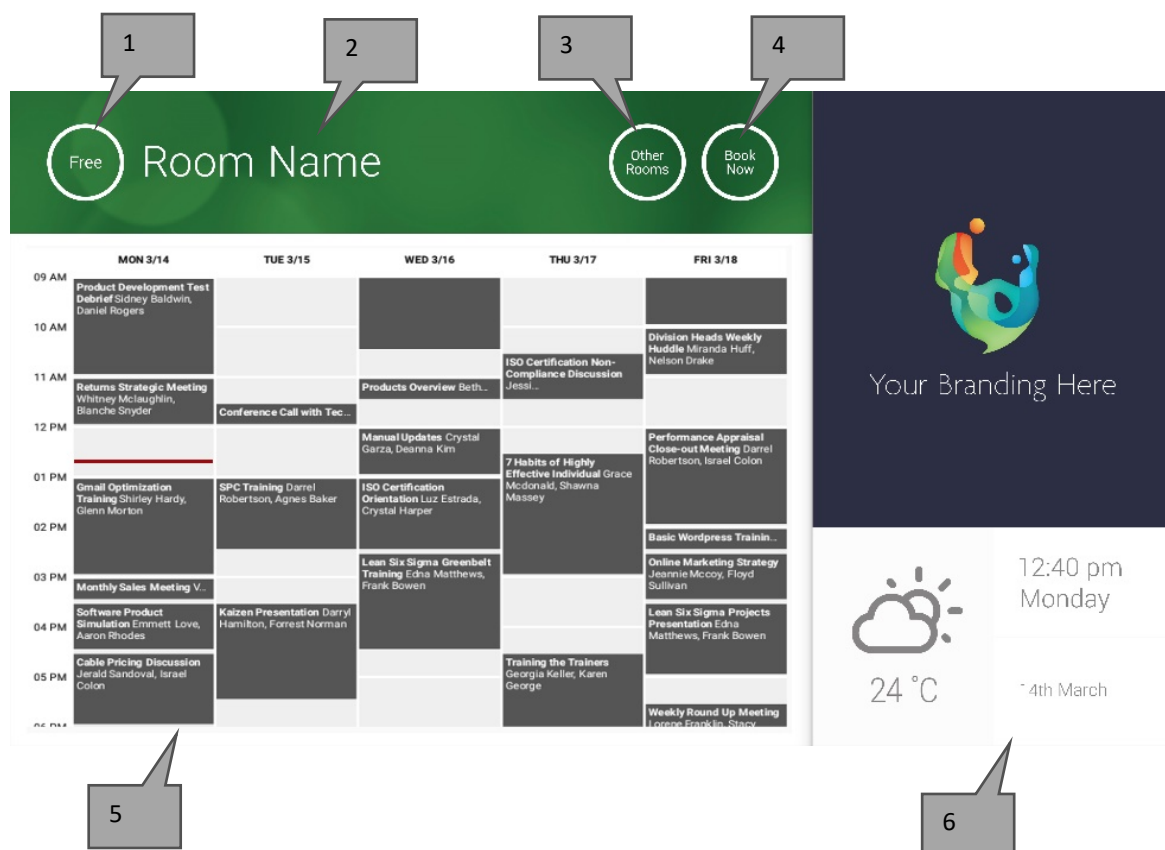 1
2
3
4
Free
Room Name
Other
Rooms
Book
Now
MON 3/14
TUE 3/15
WED 3/16
THU 3/17
FRI 3/18
09 AM
10 AM
11 AM
12 PM
01 PM
02 PM
03 PM
04 PM
05 PM
Product Development Test
Debrief Sidney Baldwin,
Daniel Rogers
Returns Strategic Meeting
Whitney Mclaughlin,
Blanche Snyder
Gmail Optimization
Training Shirley Hardy,
Glenn Morton
Monthly Sales Meeting V...
Software Product
Simulation Emmett Love,
Aaron Rhodes
Cable Pricing Discussion
Jerald Sandoval, Israel
Colon
Conference Call with Tec...
SPC Training Darrel
Robertson, Agnes Baker
Kaizen Presentation Darryl
Hamilton, Forrest Norman
Products Overview Beth...
Manual Updates Crystal
Garza, Deanna Kim
ISO Certification
Orientation Luz Estrada,
Crystal Harper
Lean Six Sigma Greenbelt
Training Edna Matthews,
Frank Bowen
ISO Certification Non-
Compliance Discussion
Jessi...
7 Habits of Highly
Effective Individual Grace
Mcdonald, Shawna
Massey
Training the Trainers
Georgia Keller, Karen
George
Division Heads Weekly
Huddle Miranda Huff,
Nelson Drake
Performance Appraisal
Close-out Meeting Darrel
Robertson, Israel Colon
Basic Wordpress Trainin...
Online Marketing Strategy
Jeannie Mccoy, Floyd
Sullivan
Lean Six Sigma Projects
Presentation Edna
Matthews, Frank Bowen
Weekly Round Up Meeting
Lorene Franklin, Stacy
Your Branding Here
12:40 pm
Monday
24 °C
14th March
5
6